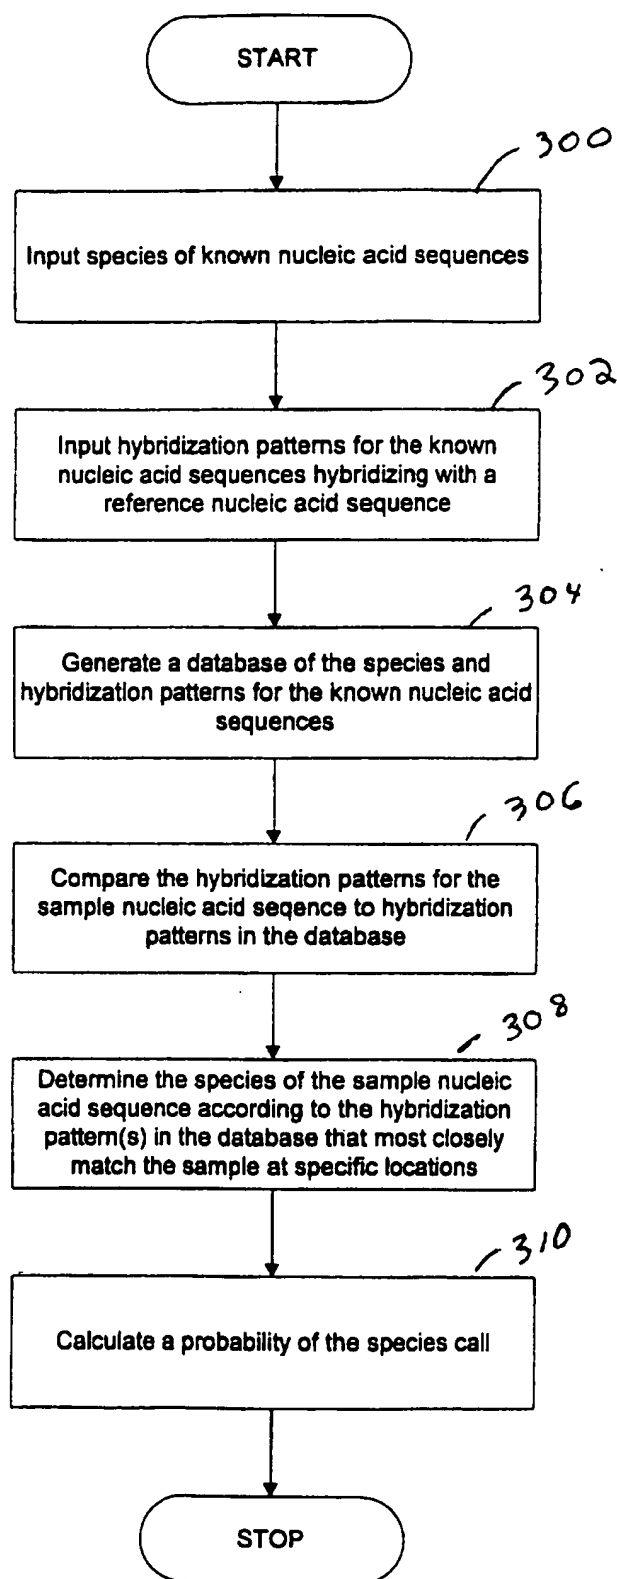 START
300
Input species of known nucleic acid sequences
302
Input hybridization patterns for the known
nucleic acid sequences hybridizing with a
reference nucleic acid sequence
304
Generate a database of the species and
hybridization patterns for the known nucleic acid
sequences
306
Compare the hybridization patterns for the
sample nucleic acid seqence to hybridization
patterns in the database
308
Determine the species of the sample nucleic
acid sequence according to the hybridization
pattern(s) in the database that most closely
match the sample at specific locations
310
Calculate a probability of the species call
STOP